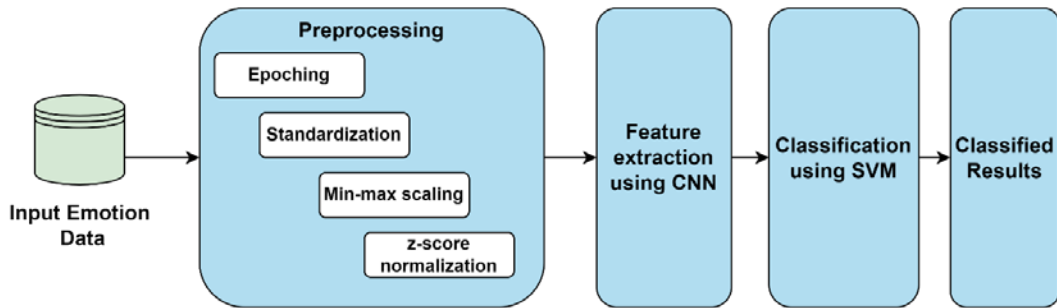 Preprocessing
Epoching
Standardization
Min-max scaling
z-score
normalization
Input Emotion
Data
Feature
extraction
using CNN
Classification
using SVM
Classified
Results